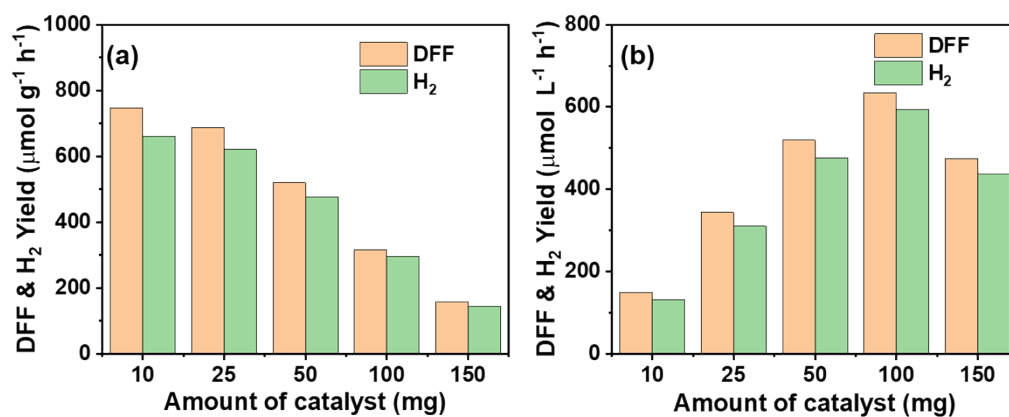 (a)
DFF
H₂
DFF & H₂ Yield (μmol g⁻¹ h⁻¹)
1000
800
600
400
200
0
10 25 50 100 150
Amount of catalyst (mg)
(b)
DFF
H₂
DFF & H₂ Yield (μmol L⁻¹ h⁻¹)
800
600
400
200
0
10 25 50 100 150
Amount of catalyst (mg)